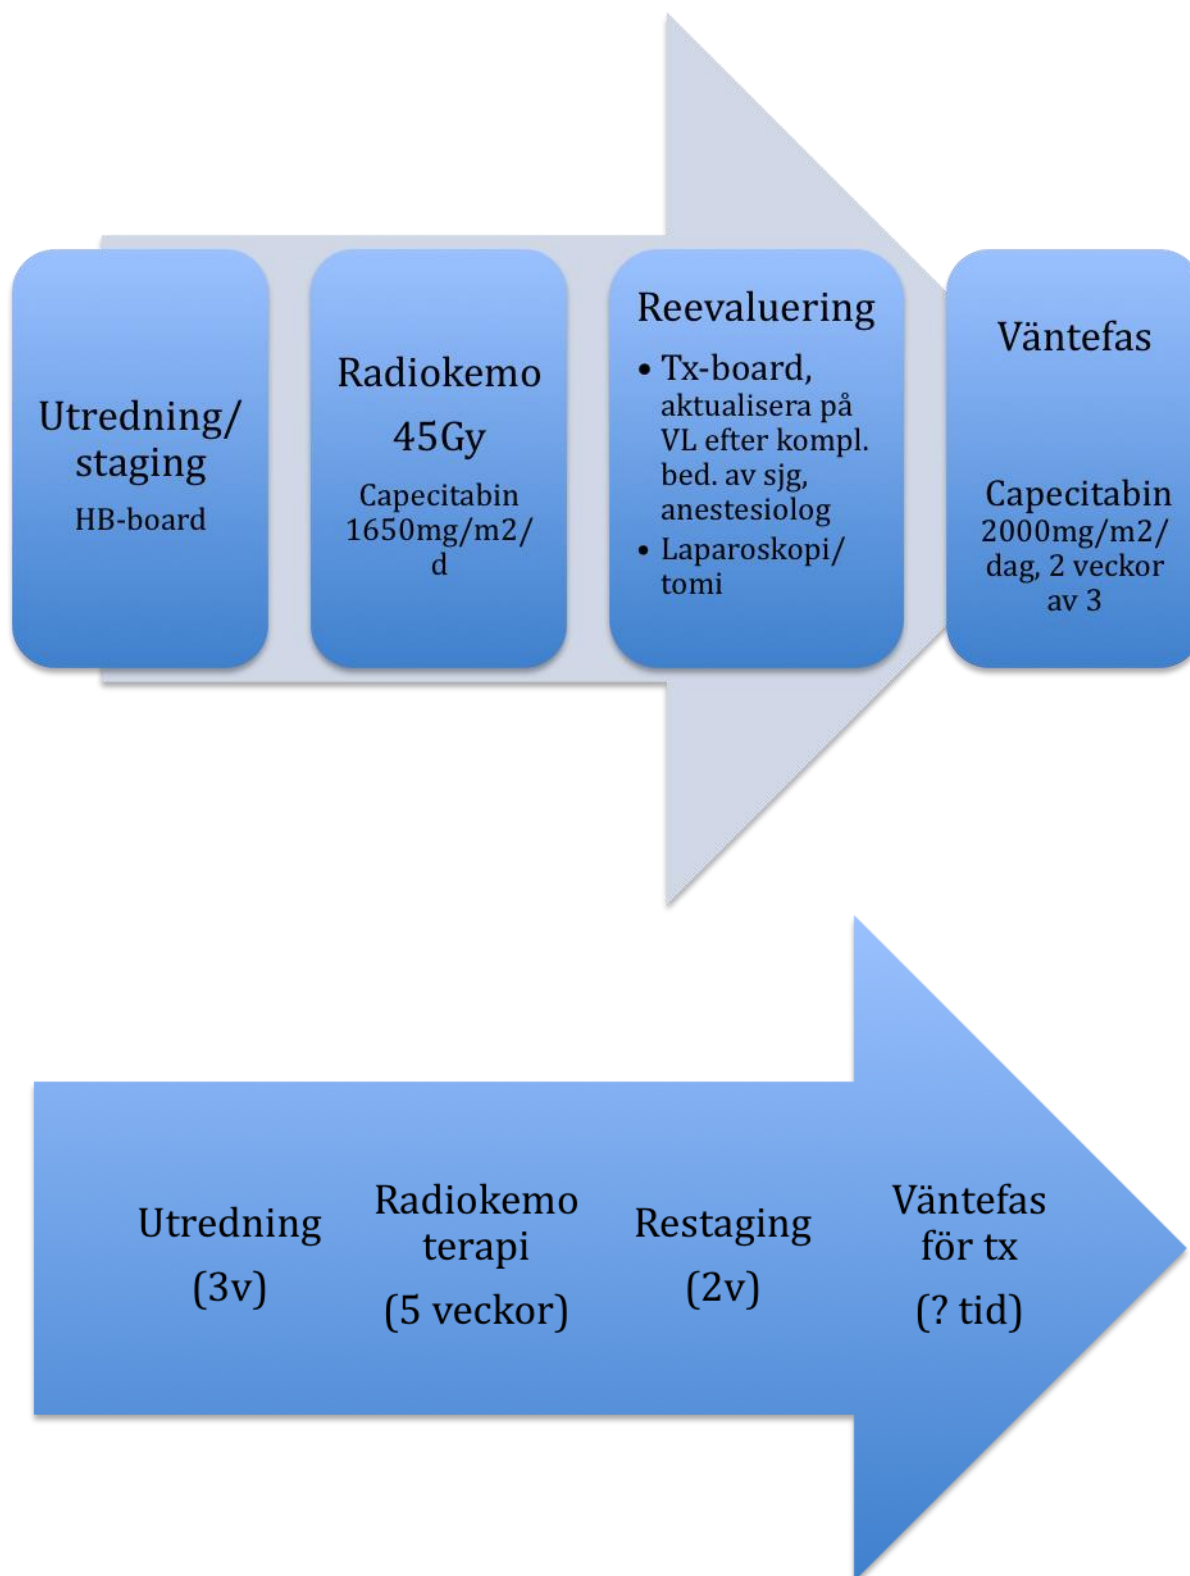 Utredning/
staging
HB-board
Radiokemo
45Gy
Capecitabin
1650mg/m2/
d
Reevaluering
• Tx-board,
aktualisera på
VL efter kompl.
bed. av sjg,
anestesiolog
• Laparoskopi/
tomi
Väntefas
Capecitabin
2000mg/m2/
dag, 2 veckor
av 3
Utredning
(3v)
Radiokemo
terapi
(5 veckor)
Restaging
(2v)
Väntefas
för tx
(? tid)